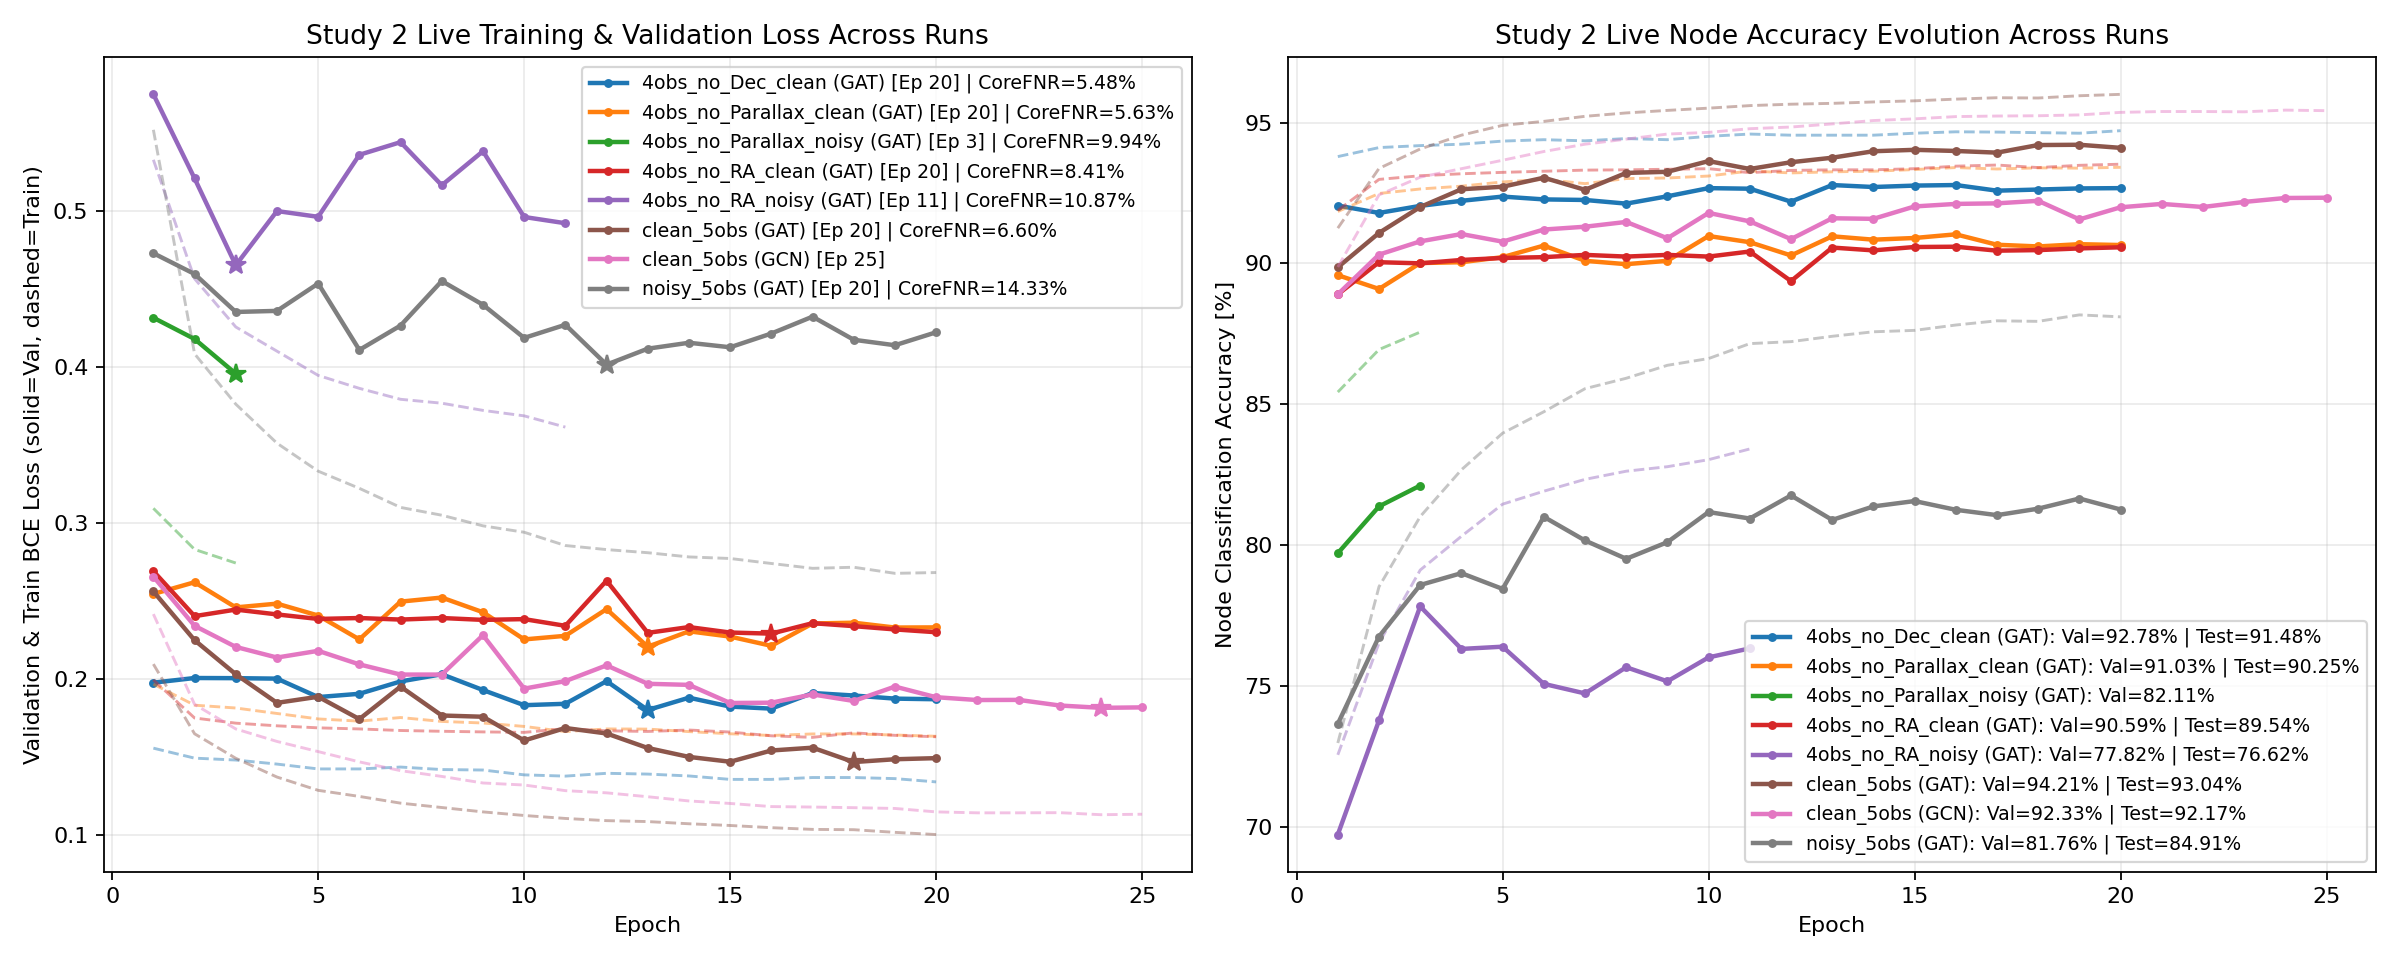 Study 2 Live Training & Validation Loss Across Runs
Validation & Train BCE Loss (solid=Val, dashed=Train)
0.5
0.4
0.3
0.2
0.1
4obs_no_Dec_clean (GAT) [Ep 20] | CoreFNR=5.48%
4obs_no_Parallax_clean (GAT) [Ep 20] | CoreFNR=5.63%
4obs_no_Parallax_noisy (GAT) [Ep 3] | CoreFNR=9.94%
4obs_no_RA_clean (GAT) [Ep 20] | CoreFNR=8.41%
4obs_no_RA_noisy (GAT) [Ep 11] | CoreFNR=10.87%
clean_5obs (GAT) [Ep 20] | CoreFNR=6.60%
clean_5obs (GCN) [Ep 25]
noisy_5obs (GAT) [Ep 20] | CoreFNR=14.33%
0 5 10 15 20 25
Epoch
Study 2 Live Node Accuracy Evolution Across Runs
Node Classification Accuracy [%]
95
90
85
80
75
70
4obs_no_Dec_clean (GAT): Val=92.78% | Test=91.48%
4obs_no_Parallax_clean (GAT): Val=91.03% | Test=90.25%
4obs_no_Parallax_noisy (GAT): Val=82.11%
4obs_no_RA_clean (GAT): Val=90.59% | Test=89.54%
4obs_no_RA_noisy (GAT): Val=77.82% | Test=76.62%
clean_5obs (GAT): Val=94.21% | Test=93.04%
clean_5obs (GCN): Val=92.33% | Test=92.17%
noisy_5obs (GAT): Val=81.76% | Test=84.91%
0 5 10 15 20 25
Epoch